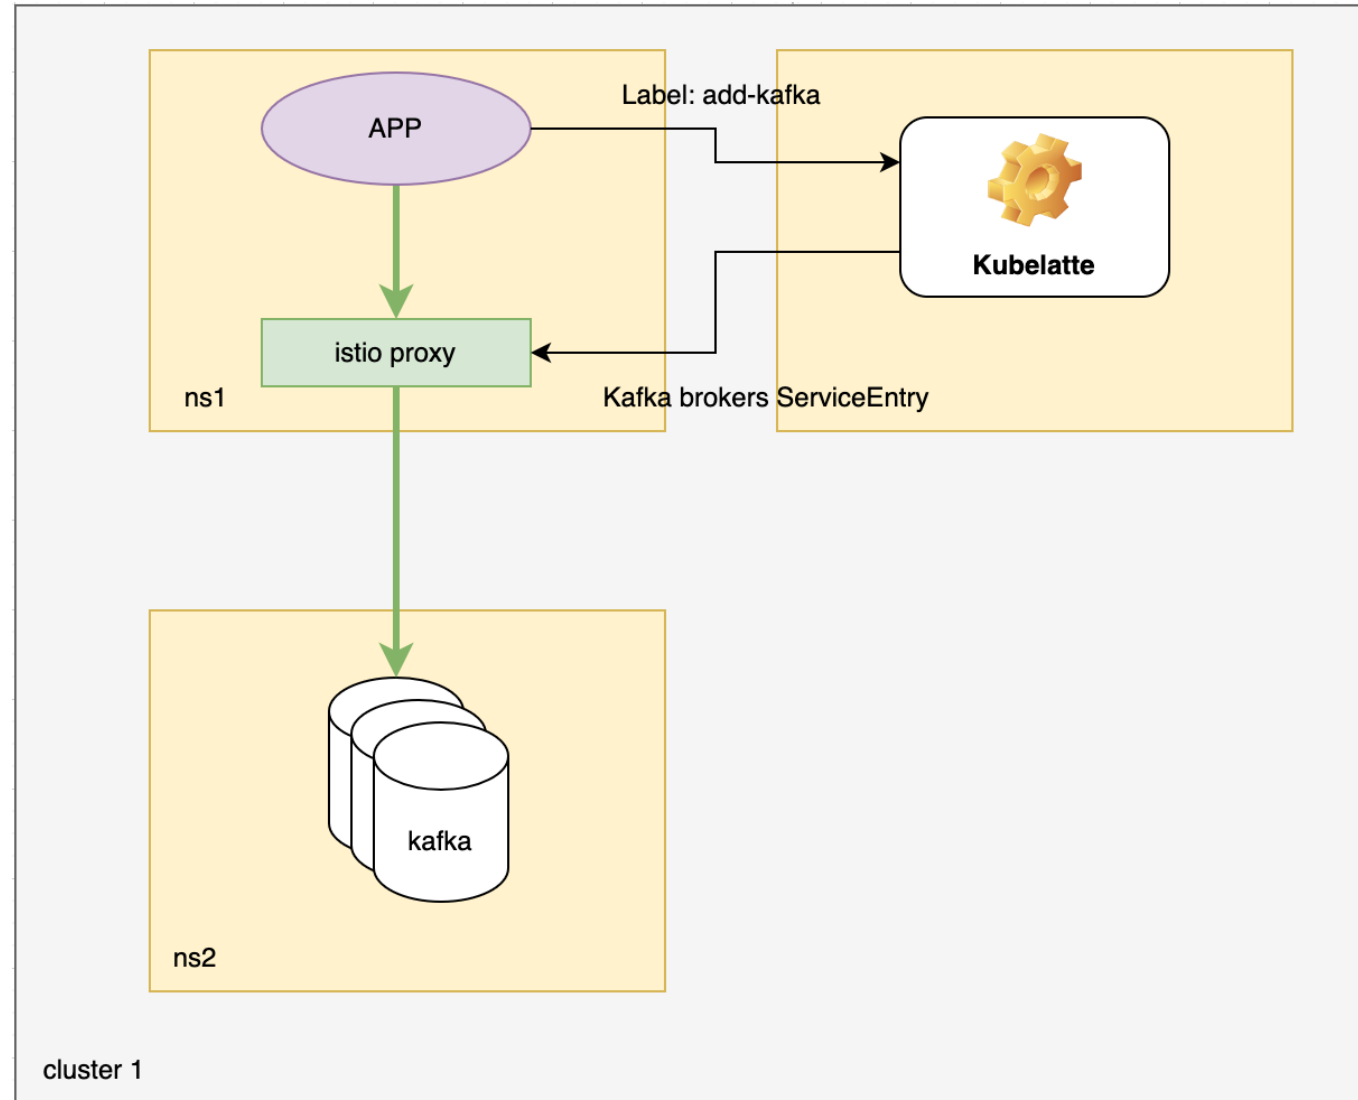 Label: add-kafka
APP
Kubelatte
istio proxy
ns1
Kafka brokers ServiceEntry
kafka
ns2
cluster 1